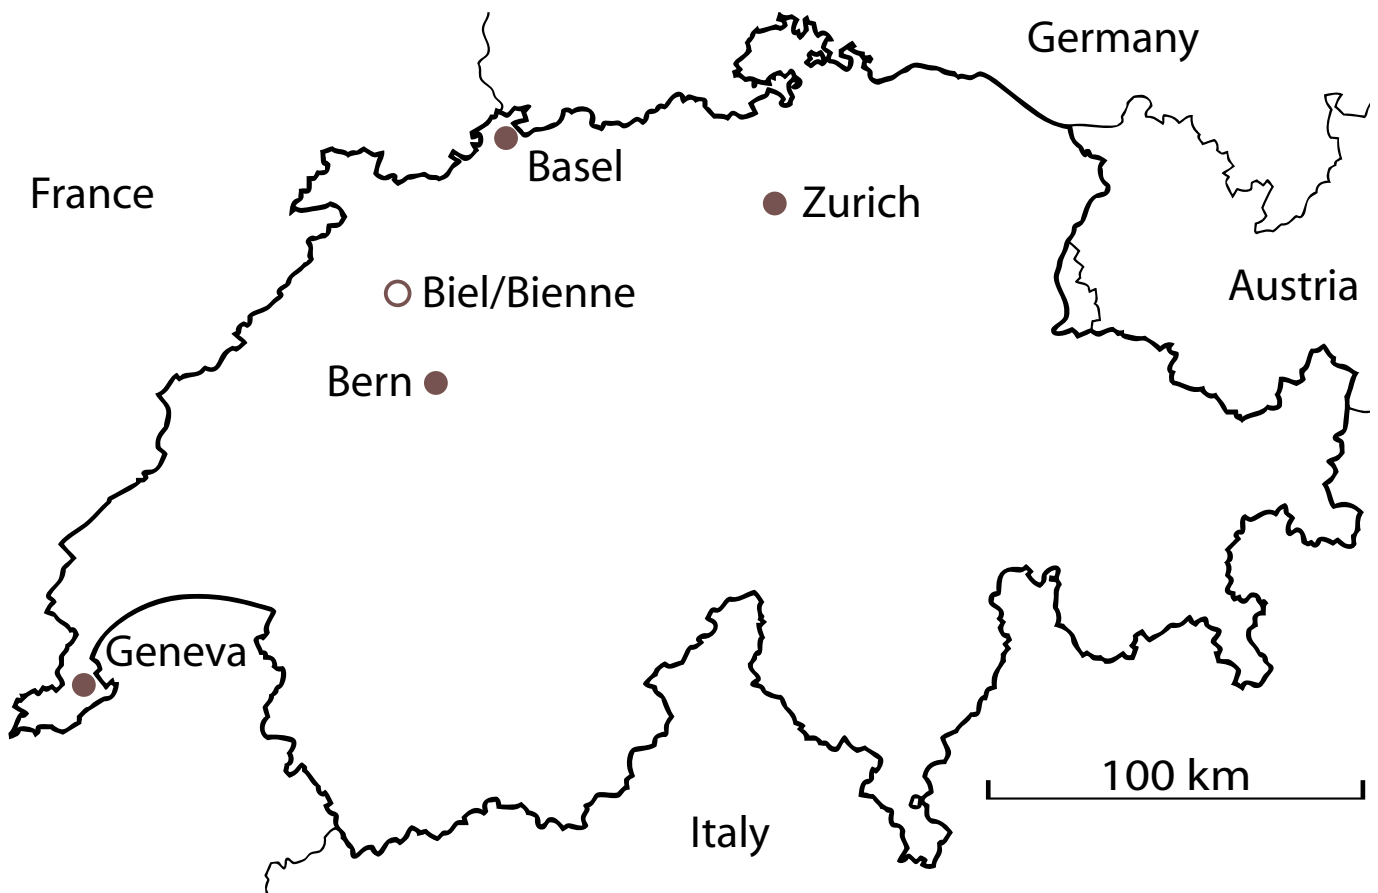 Germany
Basel
France
Zurich
Biel/Bienne
Austria
Bern
Geneva
100 km
Italy